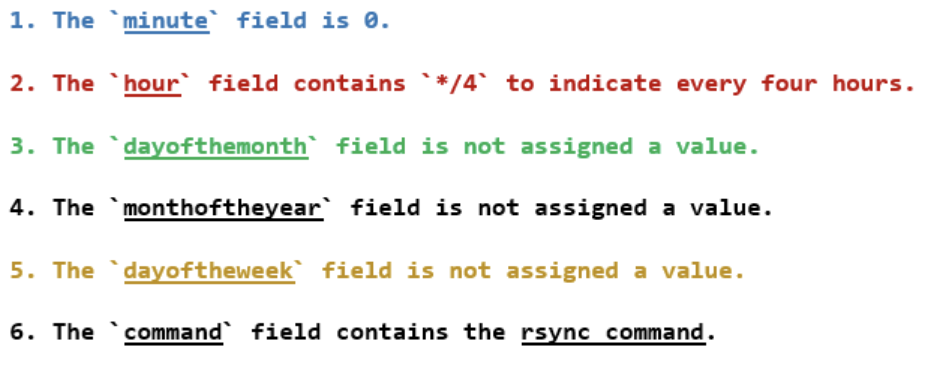 1. The `minute` field is 0.
2. The `hour` field contains `*/4` to indicate every four hours.
3. The `dayofthemonth` field is not assigned a value.
4. The `monthoftheyear` field is not assigned a value.
5. The `dayoftheweek` field is not assigned a value.
6. The `command` field contains the rsync command.